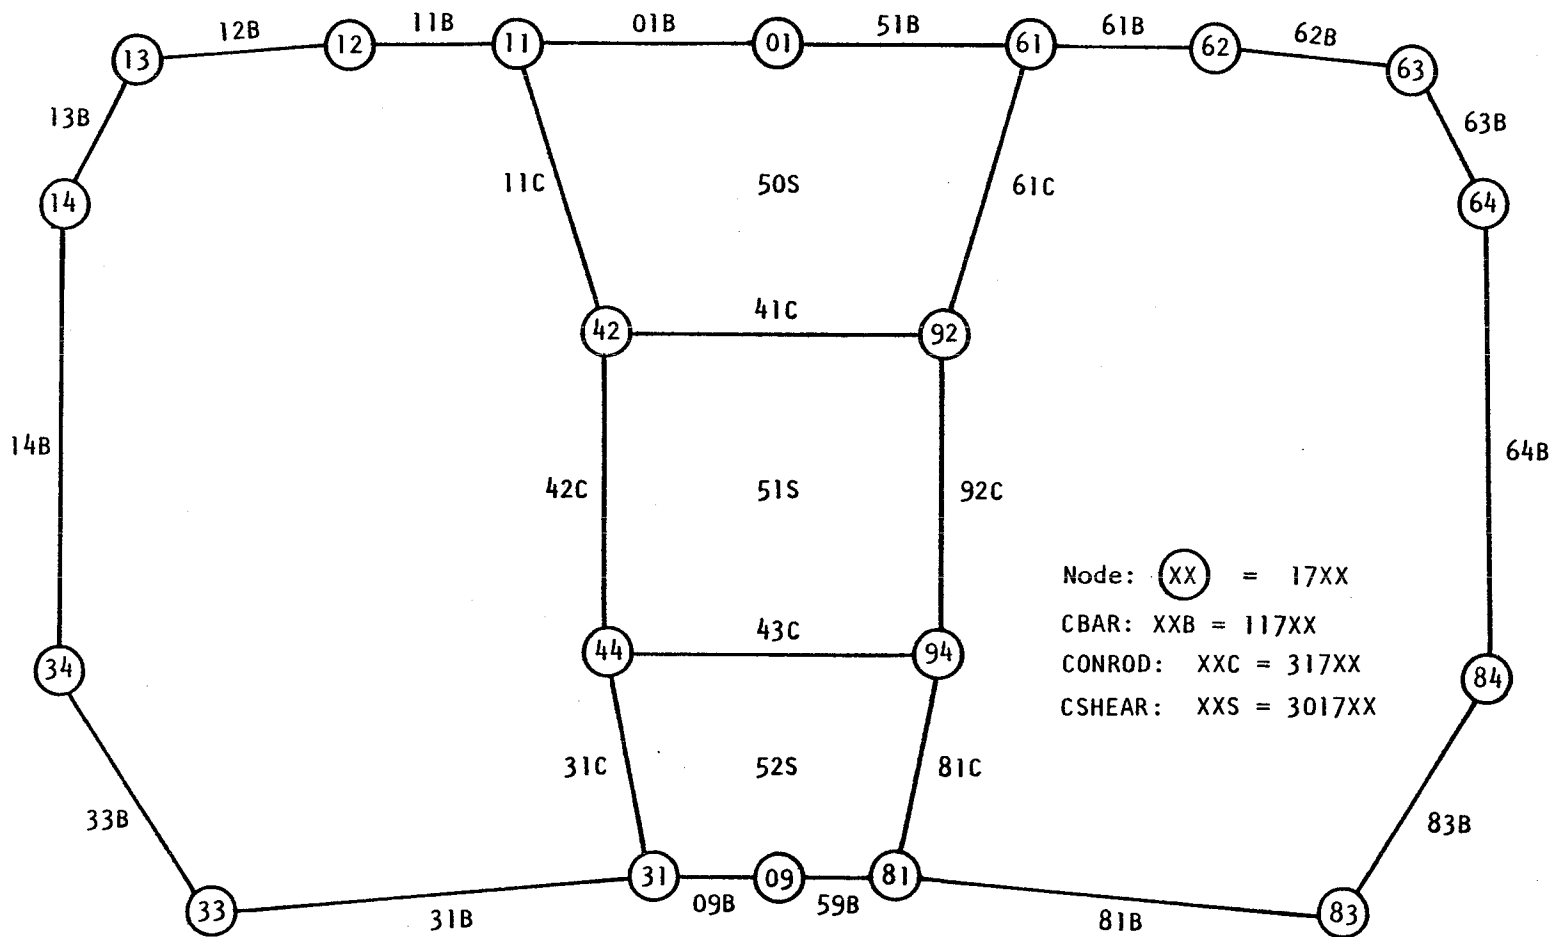 12B 11B 01B 51B 61B 62B
13 12 11 01 61 62 63
13B 63B
14 11C 50S 61C 64
42 41C 92
14B 42C 51S 92C 64B
Node: XX = 17XX
CBAR: XXB = 117XX
44 43C 94
CONROD: XXC = 317XX
34 84
CSHEAR: XXS = 3017XX
31C 52S 81C
33B 83B
31 09 81
33 31B 09B 59B 81B 83